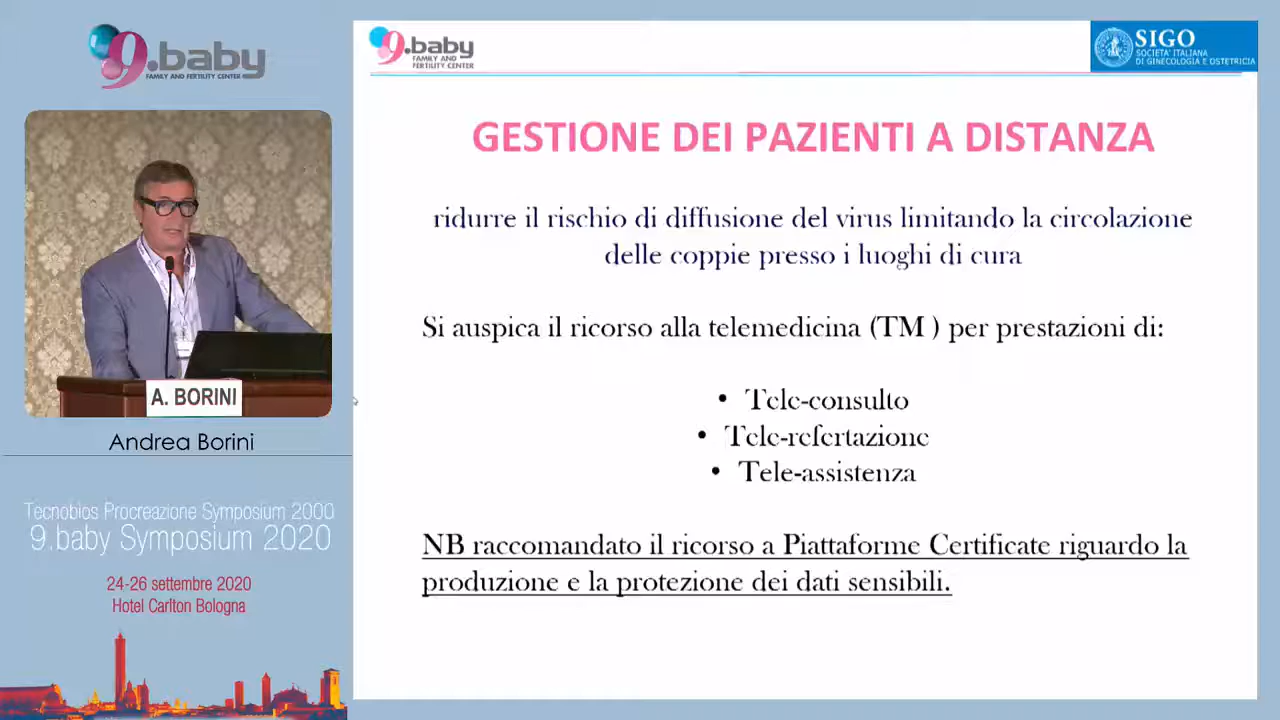 9.baby
FAMILY AND FERTILITY CENTER
A. BORINI
Andrea Borini
Tecnobios Procreazione Symposium 2000
9.baby Symposium 2020
24-26 settembre 2020
Hotel Carlton Bologna
9.baby
FAMILY AND
FERTILITY CENTER
SIGO
SOCIETA' ITALIANA
DI GINECOLOGIA E OSTETRICIA
GESTIONE DEI PAZIENTI A DISTANZA
ridurre il rischio di diffusione del virus limitando la circolazione
delle coppie presso i luoghi di cura
Si auspica il ricorso alla telemedicina (TM ) per prestazioni di:
• Tele-consulto
• Tele-refertazione
• Tele-assistenza
NB raccomandato il ricorso a Piattaforme Certificate riguardo la
produzione e la protezione dei dati sensibili.